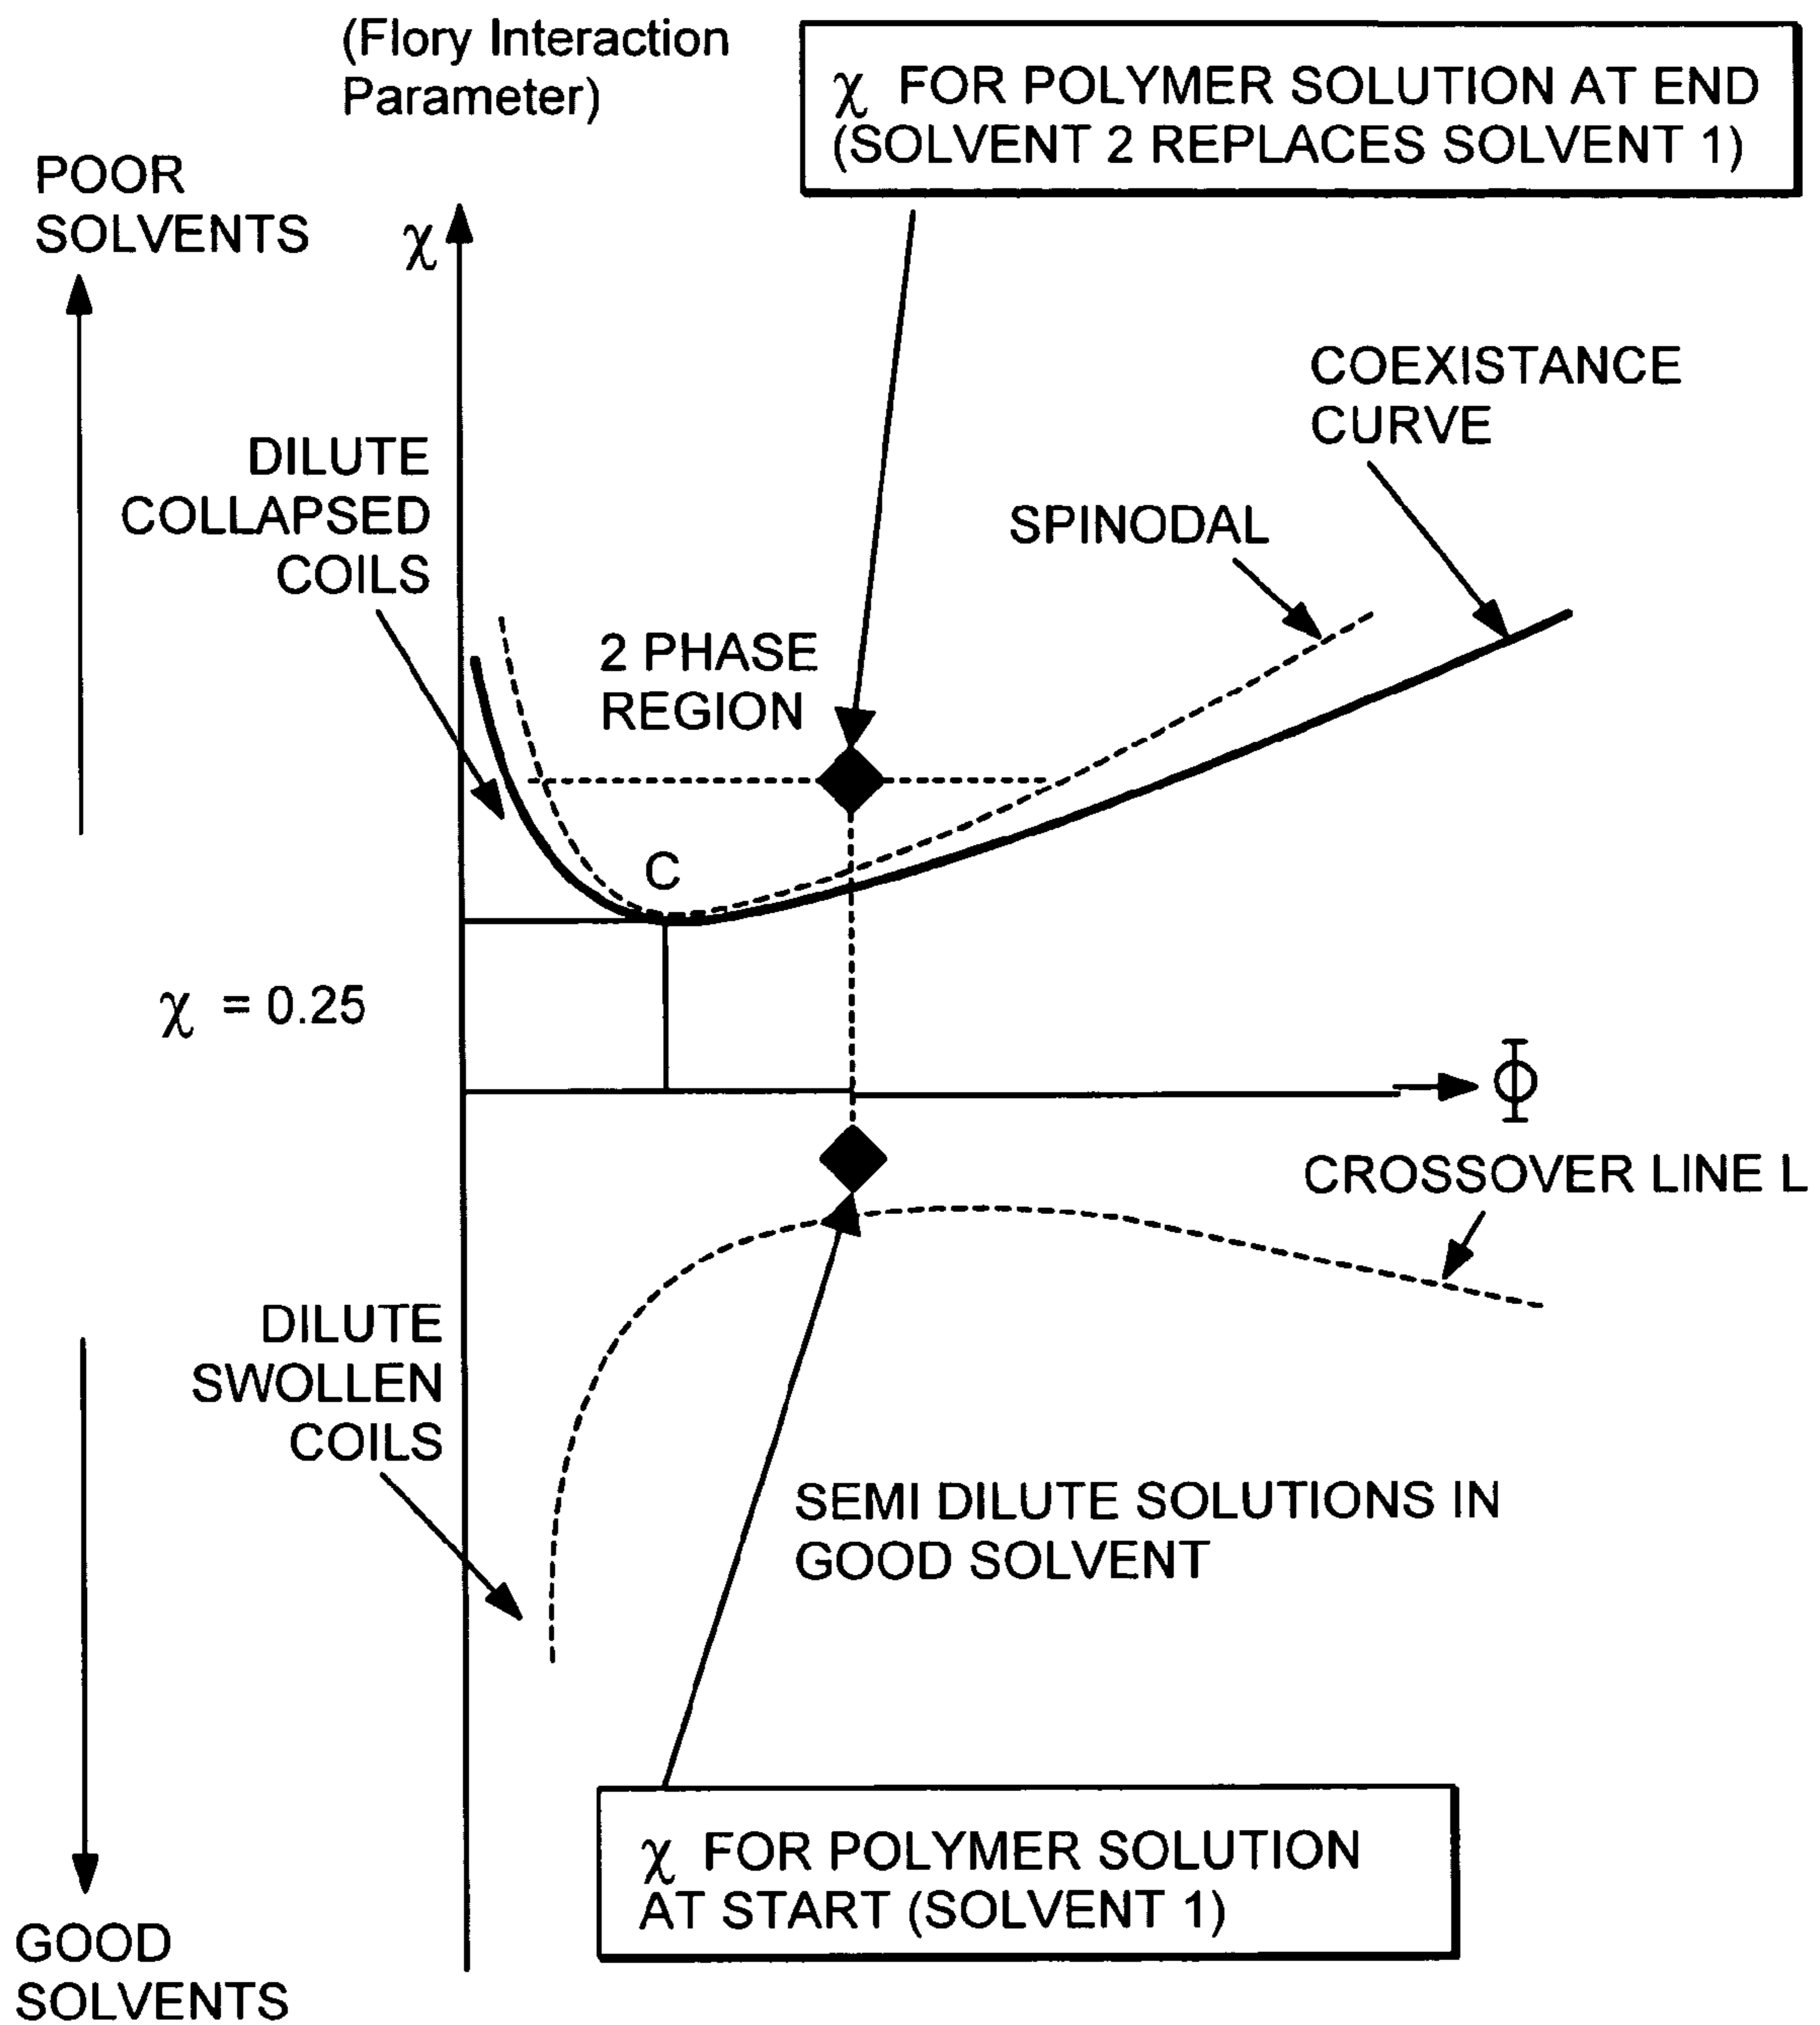 (Flory Interaction
Parameter)
χ FOR POLYMER SOLUTION AT END
(SOLVENT 2 REPLACES SOLVENT 1)
POOR
SOLVENTS
χ
COEXISTANCE
CURVE
DILUTE
COLLAPSED
COILS
SPINODAL
2 PHASE
REGION
C
χ = 0.25
Φ
CROSSOVER LINE L
DILUTE
SWOLLEN
COILS
SEMI DILUTE SOLUTIONS IN
GOOD SOLVENT
χ FOR POLYMER SOLUTION
AT START (SOLVENT 1)
GOOD
SOLVENTS